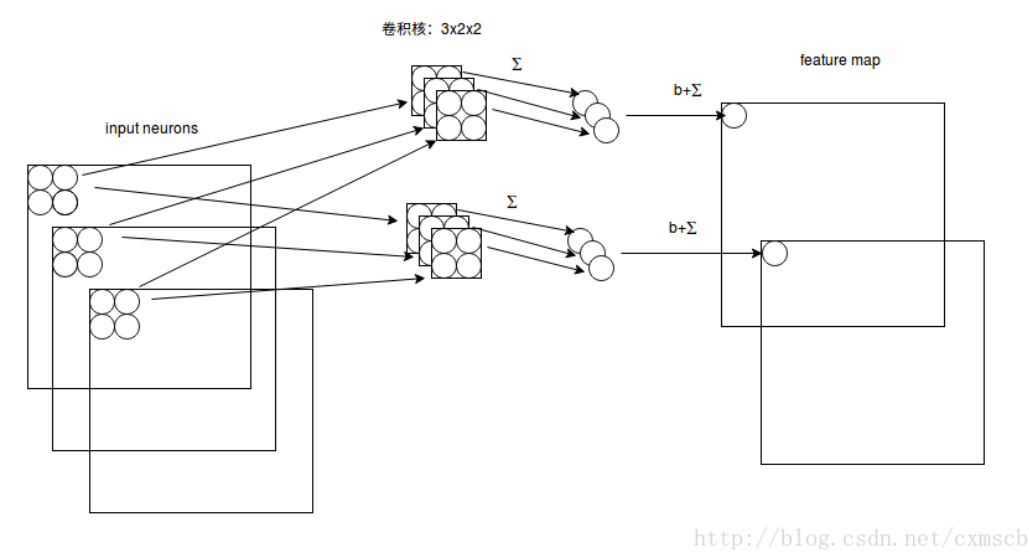 卷积核：3x2x2
Σ
feature map
b+Σ
input neurons
Σ
b+Σ
http://blog.csdn.net/cxmscb